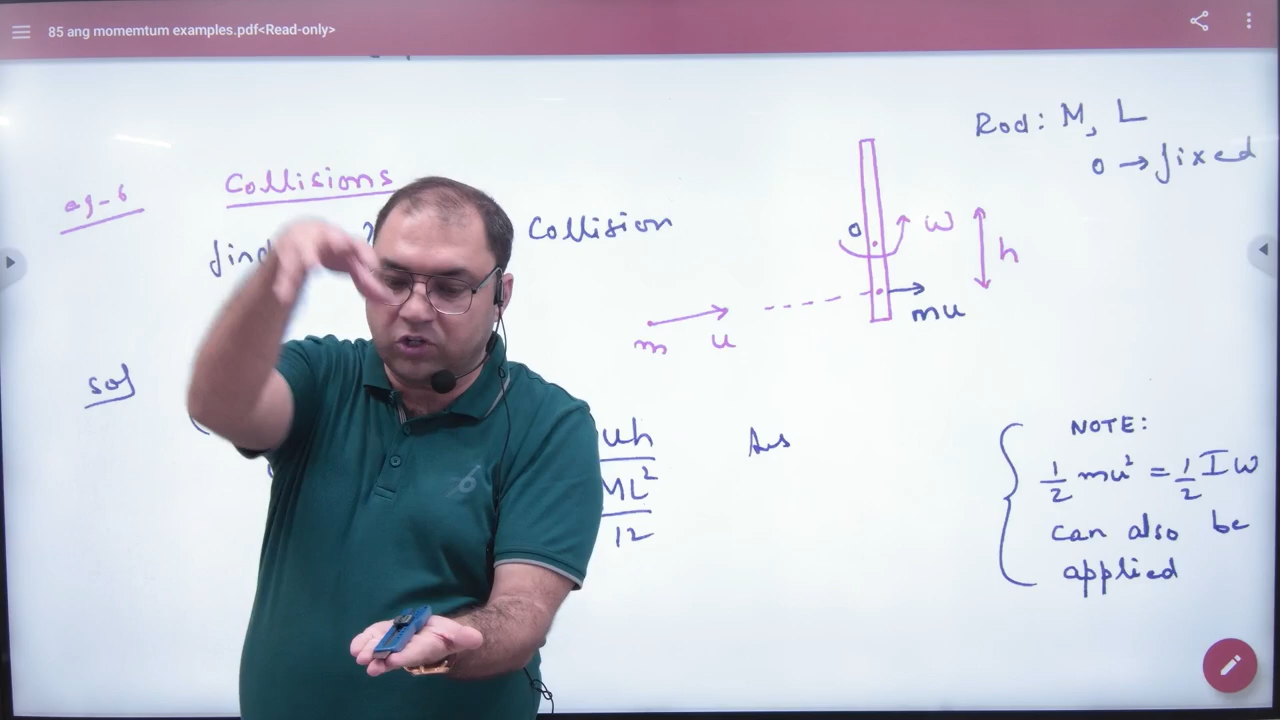 85 ang momemtum examples.pdf<Read-only>
Rod: M, L
o → fixed
eg-6
Collisions
find
Collision
O
ω
h
m
u
mu
sol
uh
ML²
12
Ans
NOTE:
1/2 mu² = 1/2 Iω
can also be
applied